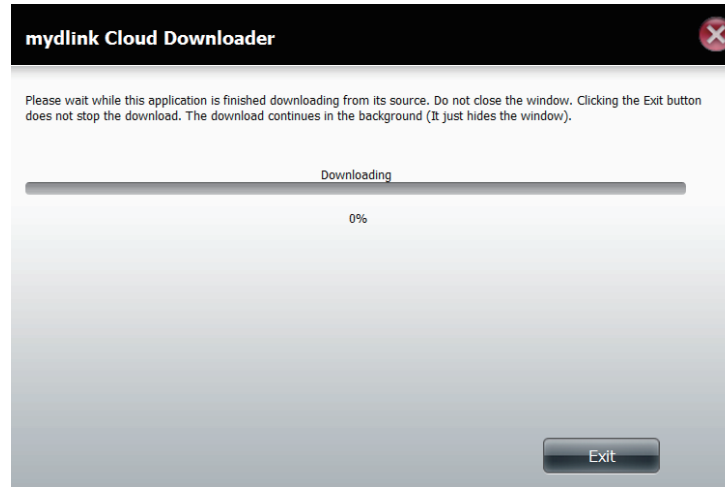 mydlink Cloud Downloader
Please wait while this application is finished downloading from its source. Do not close the window. Clicking the Exit button
does not stop the download. The download continues in the background (It just hides the window).
Downloading
0%
Exit